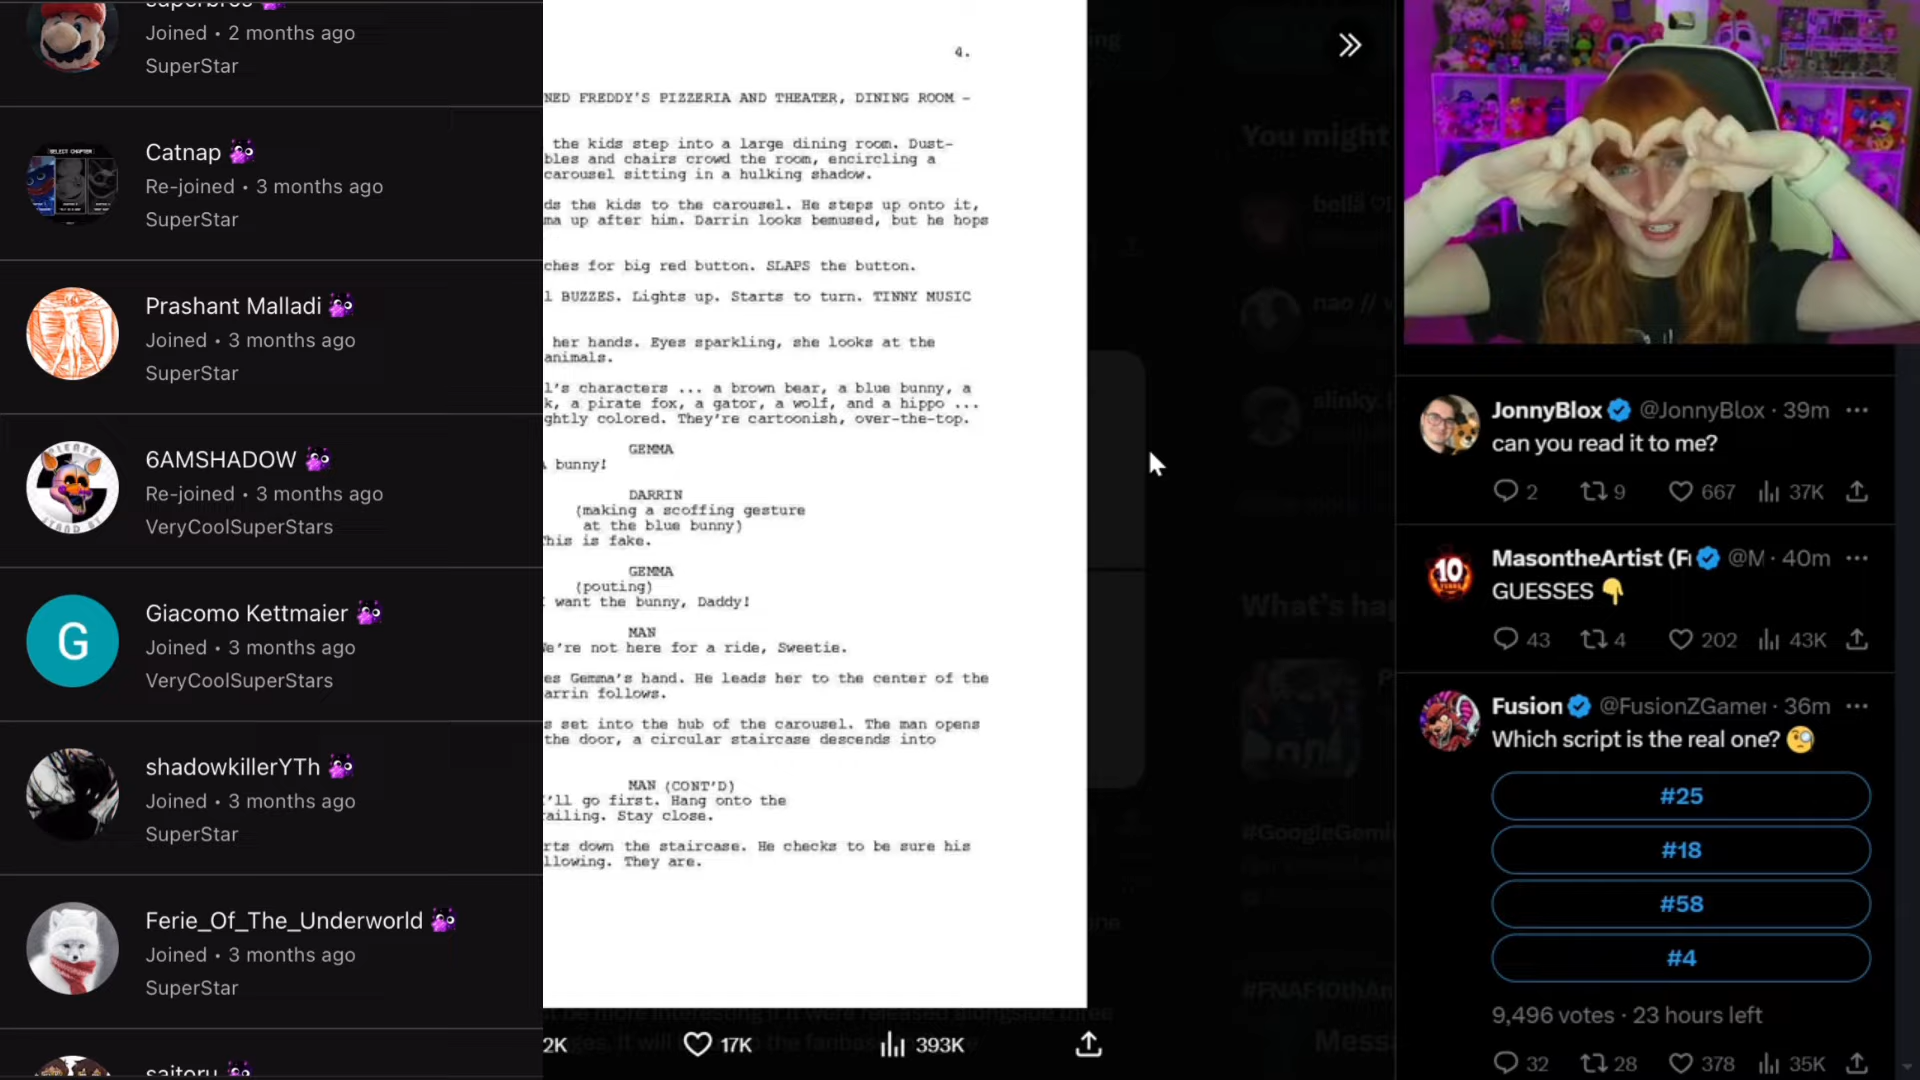 superbros
Joined • 2 months ago
SuperStar
Catnap
Re-joined • 3 months ago
SuperStar
Prashant Malladi
Joined • 3 months ago
SuperStar
6AMSHADOW
Re-joined • 3 months ago
VeryCoolSuperStars
G
Giacomo Kettmaier
Joined • 3 months ago
VeryCoolSuperStars
shadowkillerYTh
Joined • 3 months ago
SuperStar
Ferie_Of_The_Underworld
Joined • 3 months ago
SuperStar
saitoru
4.
NED FREDDY'S PIZZERIA AND THEATER, DINING ROOM –
the kids step into a large dining room. Dust-
bles and chairs crowd the room, encircling a
carousel sitting in a hulking shadow.
ds the kids to the carousel. He steps up onto it,
ma up after him. Darrin looks bemused, but he hops
ches for big red button. SLAPS the button.
l BUZZES. Lights up. Starts to turn. TINNY MUSIC
her hands. Eyes sparkling, she looks at the
animals.
l's characters ... a brown bear, a blue bunny, a
k, a pirate fox, a gator, a wolf, and a hippo ...
ghtly colored. They're cartoonish, over-the-top.
GEMMA
bunny!
DARRIN
(making a scoffing gesture
at the blue bunny)
his is fake.
GEMMA
(pouting)
want the bunny, Daddy!
MAN
e're not here for a ride, Sweetie.
es Gemma's hand. He leads her to the center of the
arrin follows.
s set into the hub of the carousel. The man opens
the door, a circular staircase descends into
MAN (CONT'D)
'll go first. Hang onto the
ailing. Stay close.
rts down the staircase. He checks to be sure his
llowing. They are.
2K 17K 393K
You might
bella
nao //
slinky.
What's ha
JonnyBlox @JonnyBlox · 39m
can you read it to me?
2 9 667 37K
MasontheArtist (F @M · 40m
10
GUESSES 👇
43 4 202 43K
Fusion @FusionZGamer · 36m
Which script is the real one? 🧐
#25
#18
#58
#4
9,496 votes · 23 hours left
32 28 378 35K